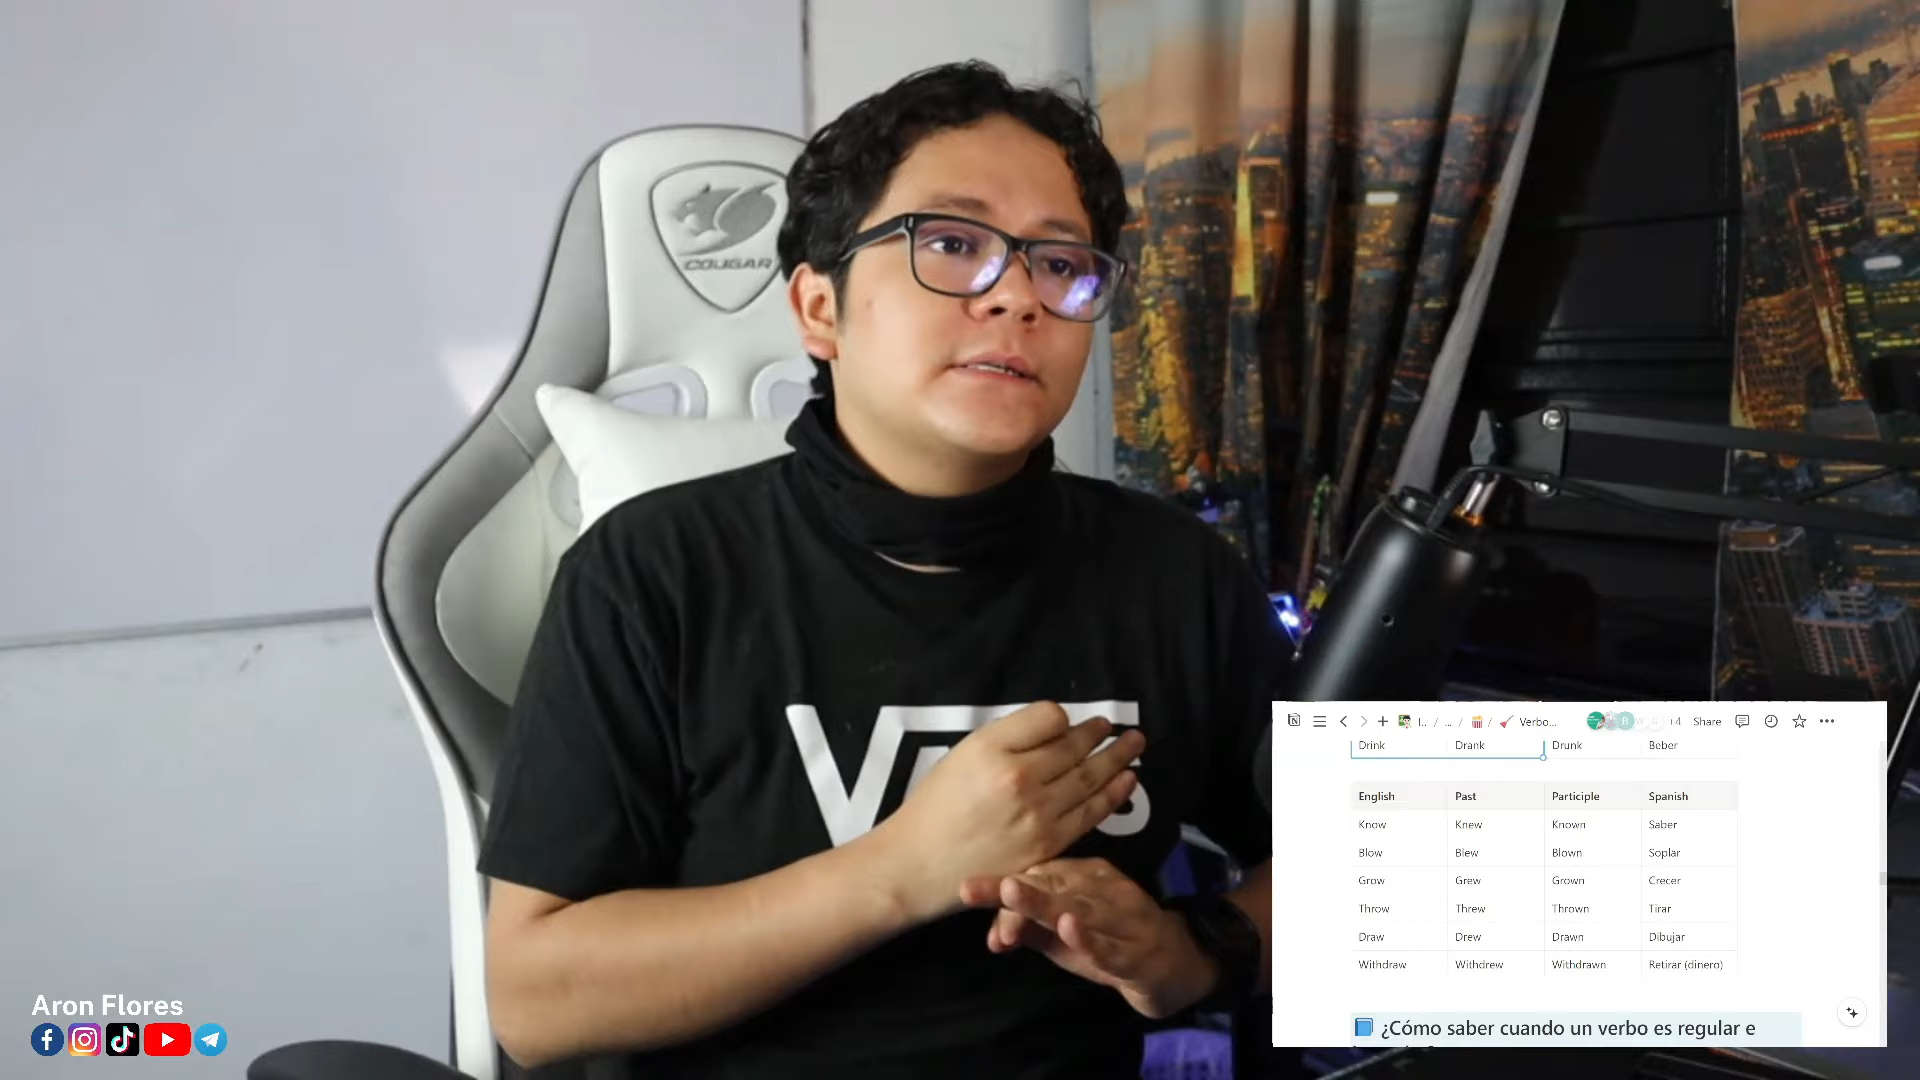 COUGAR
VANS
I.. / ... / / Verbo...
+4 Share
Drink Drank Drunk Beber
English Past Participle Spanish
Know Knew Known Saber
Blow Blew Blown Soplar
Grow Grew Grown Crecer
Throw Threw Thrown Tirar
Draw Drew Drawn Dibujar
Withdraw Withdrew Withdrawn Retirar (dinero)
¿Cómo saber cuando un verbo es regular e
Aron Flores